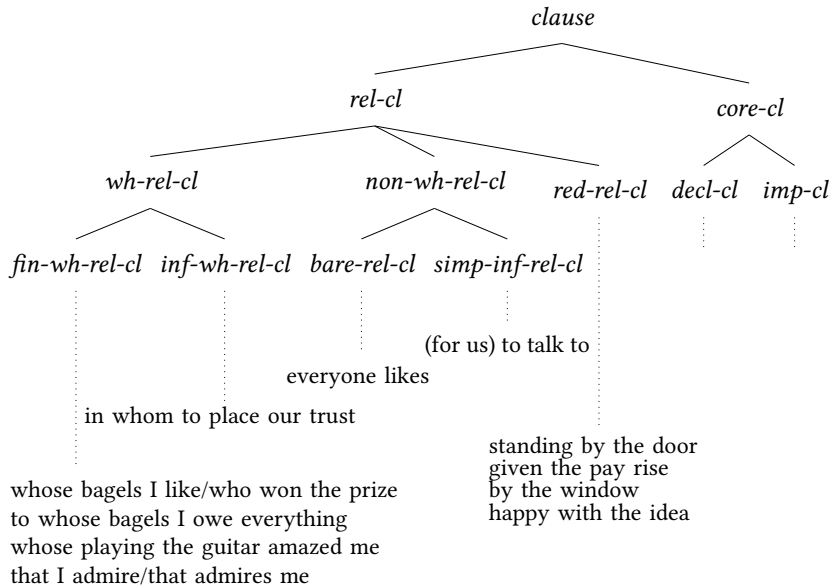 clause
rel-cl
core-cl
wh-rel-cl non-wh-rel-cl red-rel-cl decl-cl imp-cl
fin-wh-rel-cl inf-wh-rel-cl bare-rel-cl simp-inf-rel-cl
(for us) to talk to
everyone likes
in whom to place our trust
standing by the door
given the pay rise
by the window
happy with the idea
whose bagels I like/who won the prize
to whose bagels I owe everything
whose playing the guitar amazed me
that I admire/that admires me